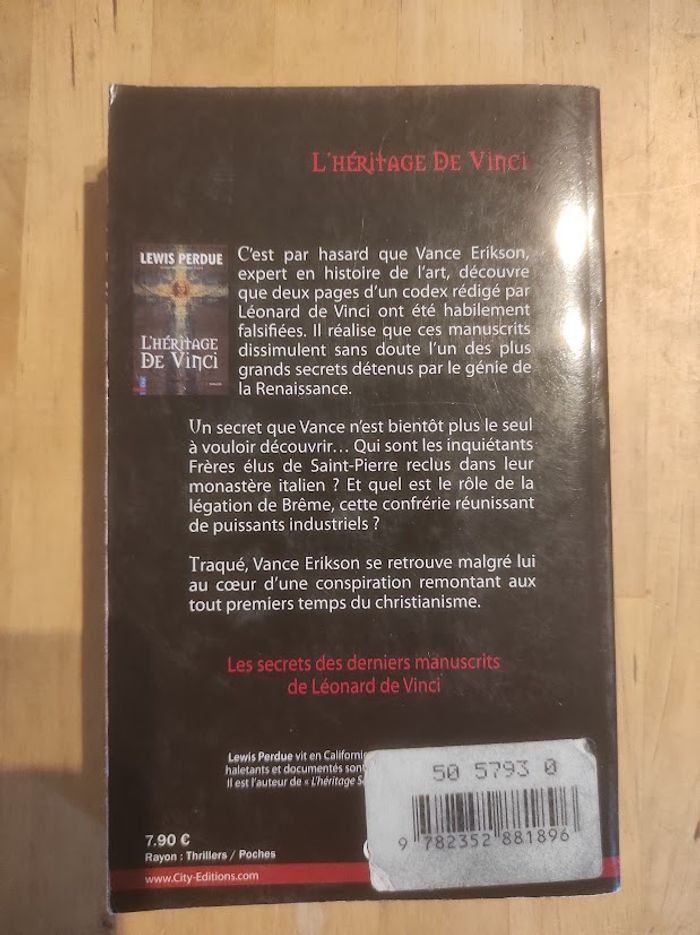 L'HÉRITAGE DE VINCI
LEWIS PERDUE
L'HÉRITAGE
DE VINCI
C'est par hasard que Vance Erikson,
expert en histoire de l'art, découvre
que deux pages d'un codex rédigé par
Léonard de Vinci ont été habilement
falsifiées. Il réalise que ces manuscrits
dissimulent sans doute l'un des plus
grands secrets détenus par le génie de
la Renaissance.
Un secret que Vance n'est bientôt plus le seul
à vouloir découvrir... Qui sont les inquiétants
Frères élus de Saint-Pierre reclus dans leur
monastère italien ? Et quel est le rôle de la
légation de Brême, cette confrérie réunissant
de puissants industriels ?
Traqué, Vance Erikson se retrouve malgré lui
au cœur d'une conspiration remontant aux
tout premiers temps du christianisme.
Les secrets des derniers manuscrits
de Léonard de Vinci
Lewis Perdue vit en Californie
haletants et documentés sont
Il est l'auteur de « L'héritage
50 5793 0
9 782352 881896
7.90 €
Rayon : Thrillers / Poches
www.City-Editions.com